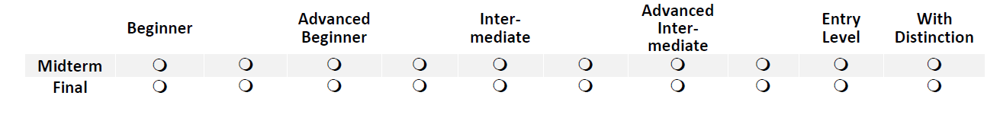 Beginner
Advanced
Beginner
Inter-
mediate
Advanced
Inter-
mediate
Entry
Level
With
Distinction
Midterm
Final